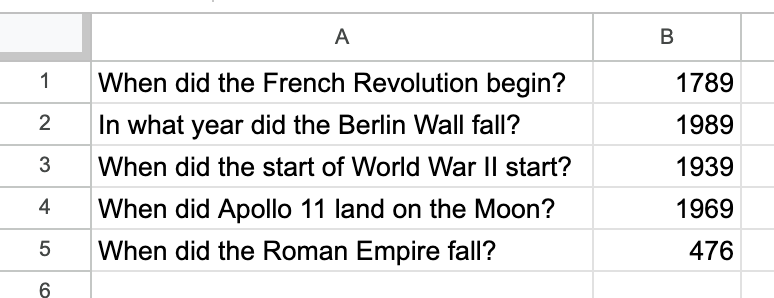 A B
1 When did the French Revolution begin? 1789
2 In what year did the Berlin Wall fall? 1989
3 When did the start of World War II start? 1939
4 When did Apollo 11 land on the Moon? 1969
5 When did the Roman Empire fall? 476
6